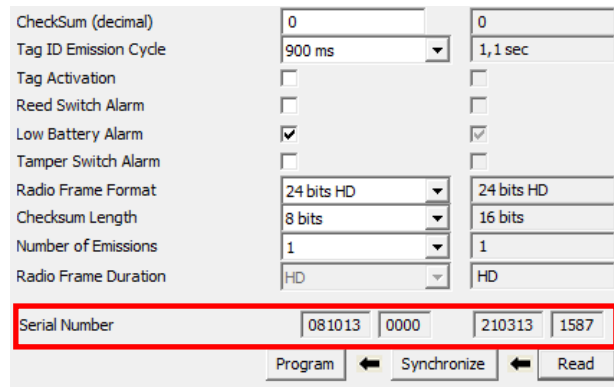 CheckSum (decimal) 0 0
Tag ID Emission Cycle 900 ms 1,1 sec
Tag Activation
Reed Switch Alarm
Low Battery Alarm
Tamper Switch Alarm
Radio Frame Format 24 bits HD 24 bits HD
Checksum Length 8 bits 16 bits
Number of Emissions 1 1
Radio Frame Duration HD HD
Serial Number 081013 0000 210313 1587
Program Synchronize Read